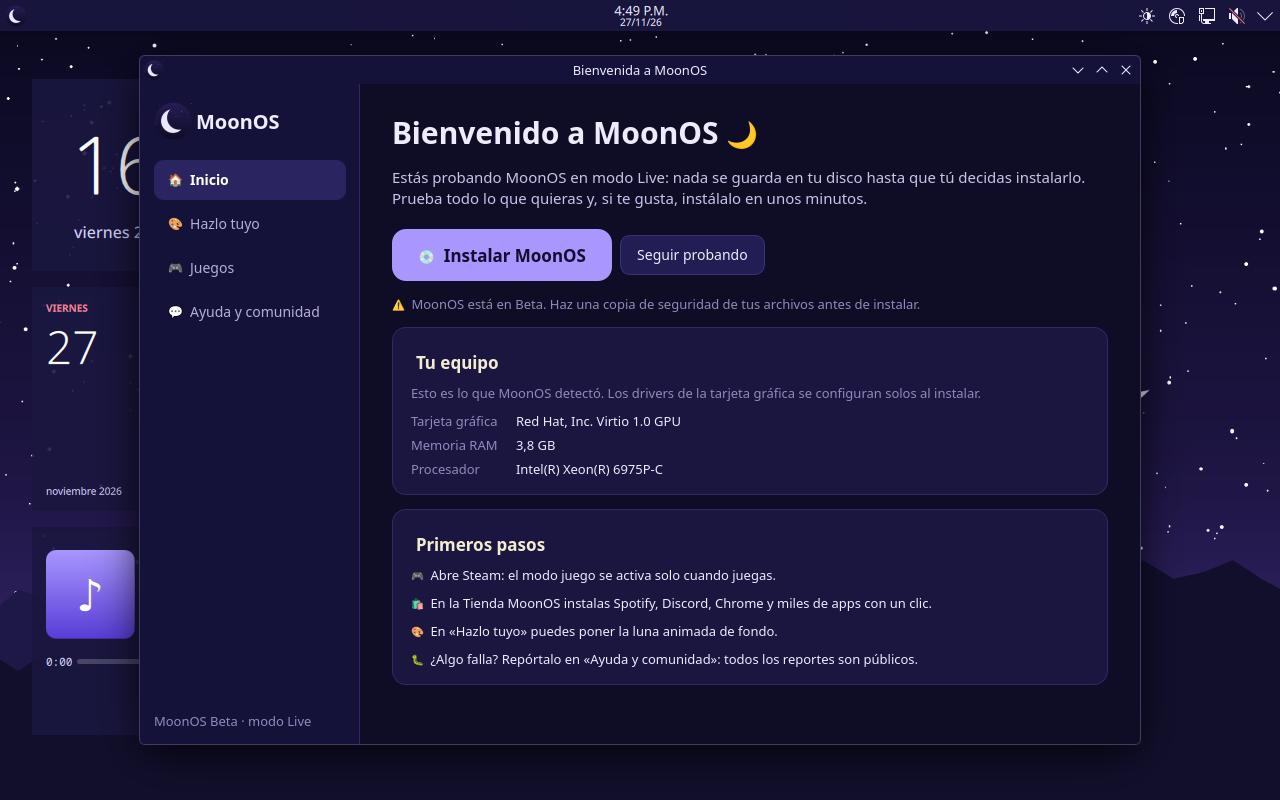 4:49 P.M.
27/11/26
Bienvenida a MoonOS
16
viernes 2
VIERNES
27
noviembre 2026
0:00
MoonOS
Inicio
Hazlo tuyo
Juegos
Ayuda y comunidad
MoonOS Beta · modo Live
Bienvenido a MoonOS
Estás probando MoonOS en modo Live: nada se guarda en tu disco hasta que tú decidas instalarlo.
Prueba todo lo que quieras y, si te gusta, instálalo en unos minutos.
Instalar MoonOS
Seguir probando
MoonOS está en Beta. Haz una copia de seguridad de tus archivos antes de instalar.
Tu equipo
Esto es lo que MoonOS detectó. Los drivers de la tarjeta gráfica se configuran solos al instalar.
Tarjeta gráfica Red Hat, Inc. Virtio 1.0 GPU
Memoria RAM 3,8 GB
Procesador Intel(R) Xeon(R) 6975P-C
Primeros pasos
Abre Steam: el modo juego se activa solo cuando juegas.
En la Tienda MoonOS instalas Spotify, Discord, Chrome y miles de apps con un clic.
En «Hazlo tuyo» puedes poner la luna animada de fondo.
¿Algo falla? Repórtalo en «Ayuda y comunidad»: todos los reportes son públicos.